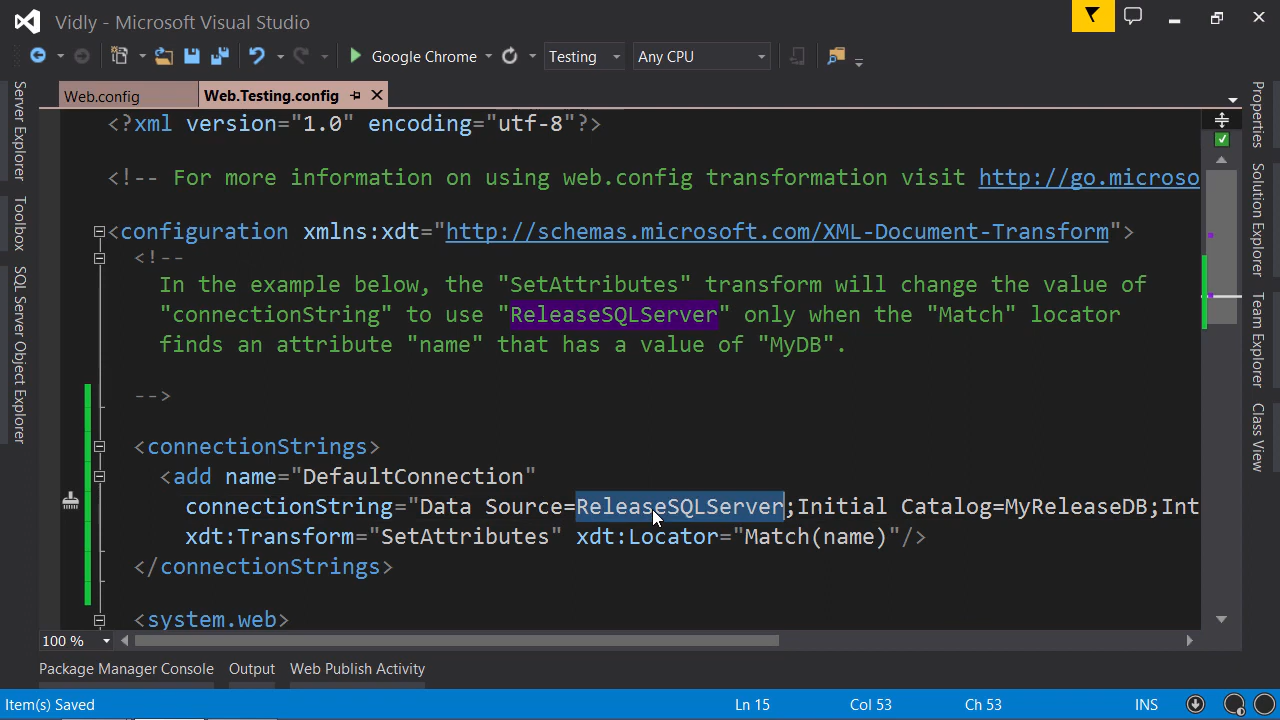 Vidly - Microsoft Visual Studio
Google Chrome
Testing
Any CPU
Web.config
Web.Testing.config
Server Explorer
Toolbox
SQL Server Object Explorer
<?xml version="1.0" encoding="utf-8"?>
<!-- For more information on using web.config transformation visit http://go.microso
<configuration xmlns:xdt="http://schemas.microsoft.com/XML-Document-Transform">
<!--
In the example below, the "SetAttributes" transform will change the value of
"connectionString" to use "ReleaseSQLServer" only when the "Match" locator
finds an attribute "name" that has a value of "MyDB".
-->
<connectionStrings>
<add name="DefaultConnection"
connectionString="Data Source=ReleaseSQLServer;Initial Catalog=MyReleaseDB;Int
xdt:Transform="SetAttributes" xdt:Locator="Match(name)"/>
</connectionStrings>
<system.web>
Properties
Solution Explorer
Team Explorer
Class View
100 %
Package Manager Console
Output
Web Publish Activity
Item(s) Saved
Ln 15
Col 53
Ch 53
INS